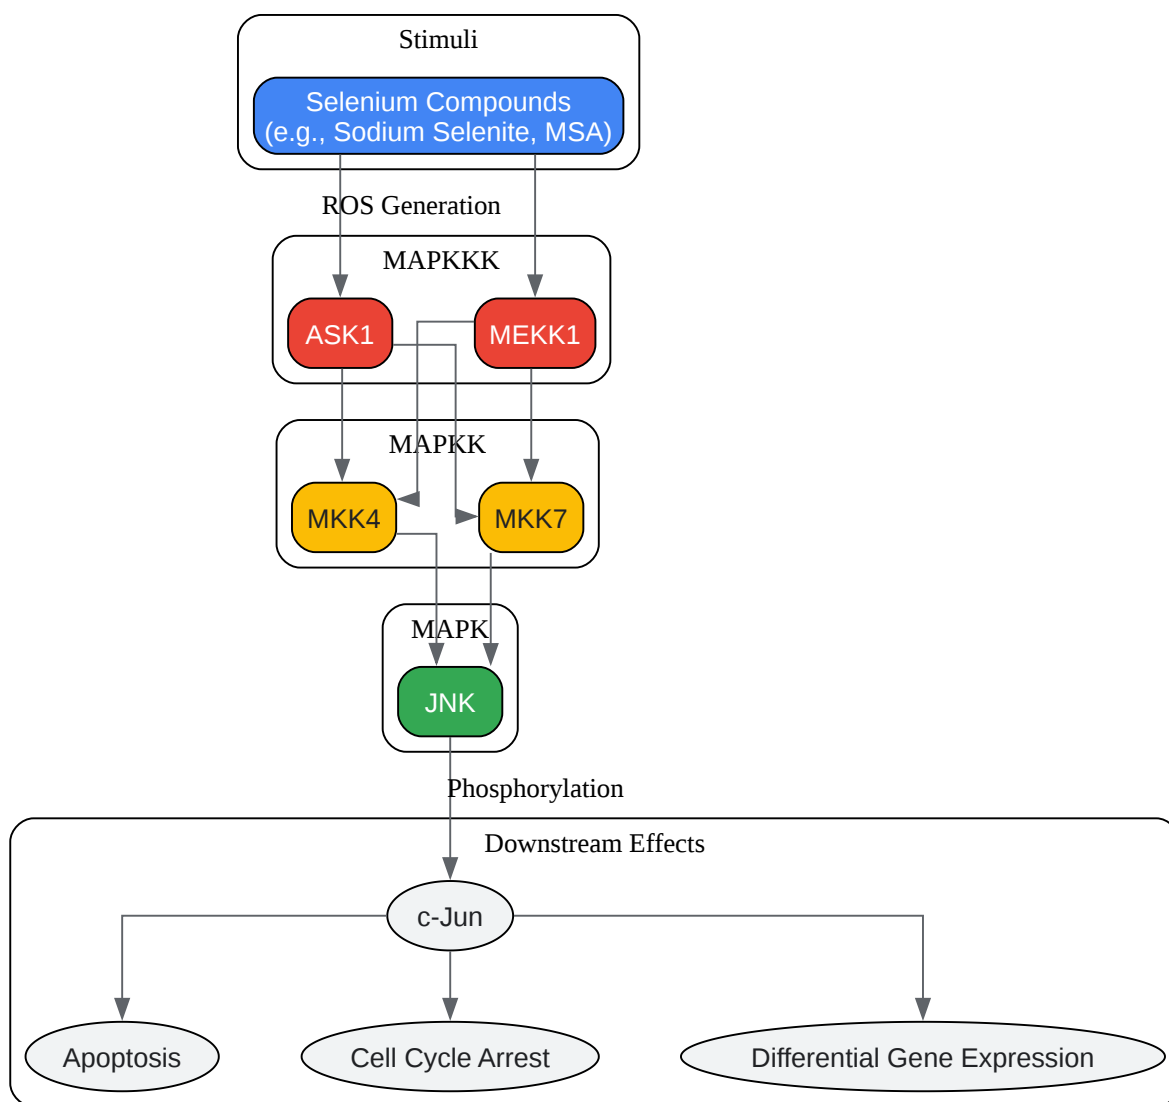 Stimuli
Selenium Compounds
(e.g., Sodium Selenite, MSA)
ROS Generation
MAPKKK
ASK1
MEKK1
MAPKK
MKK4
MKK7
MAPK
JNK
Phosphorylation
Downstream Effects
c-Jun
Apoptosis
Cell Cycle Arrest
Differential Gene Expression